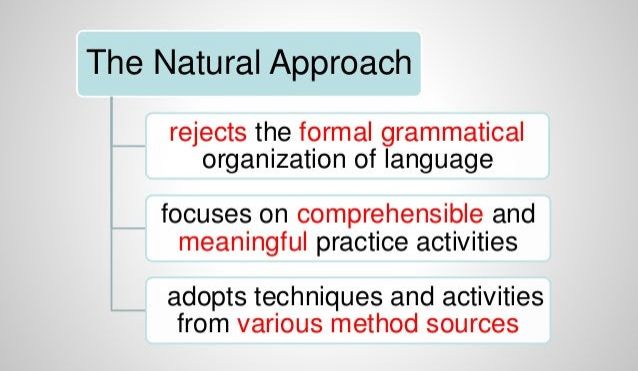 The Natural Approach
rejects the formal grammatical
organization of language
focuses on comprehensible and
meaningful practice activities
adopts techniques and activities
from various method sources